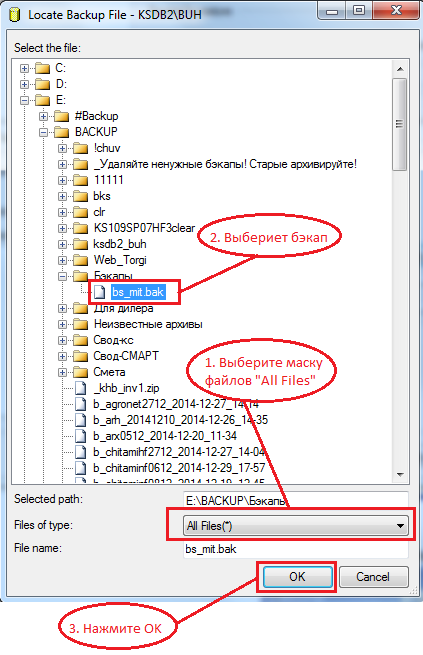 Locate Backup File - KSDB2\BUH
Select the file:
C:
D:
E:
#Backup
BACKUP
!chuv
_Удаляйте ненужные бэкапы! Старые архивируйте!
11111
bks
clr
KS109SP07HF3clear
ksdb2_buh
2. Выбериет бэкап
Web_Torgi
Бэкапы
bs_mit.bak
Для дилера
Неизвестные архивы
Свод-кс
1. Выберите маску
файлов "All Files"
Свод-СМАРТ
Смета
_khb_inv1.zip
b_agronet2712_2014-12-27_14-14
b_arh_20141210_2014-12-26_14-35
b_arx0512_2014-12-20_11-34
b_chitamihf2712_2014-12-27_14-04
b_chitaminf0612_2014-12-29_17-57
Selected path:
E:\BACKUP\Бэкапы
Files of type:
All Files(*)
File name:
bs_mit.bak
OK
Cancel
3. Нажмите OK